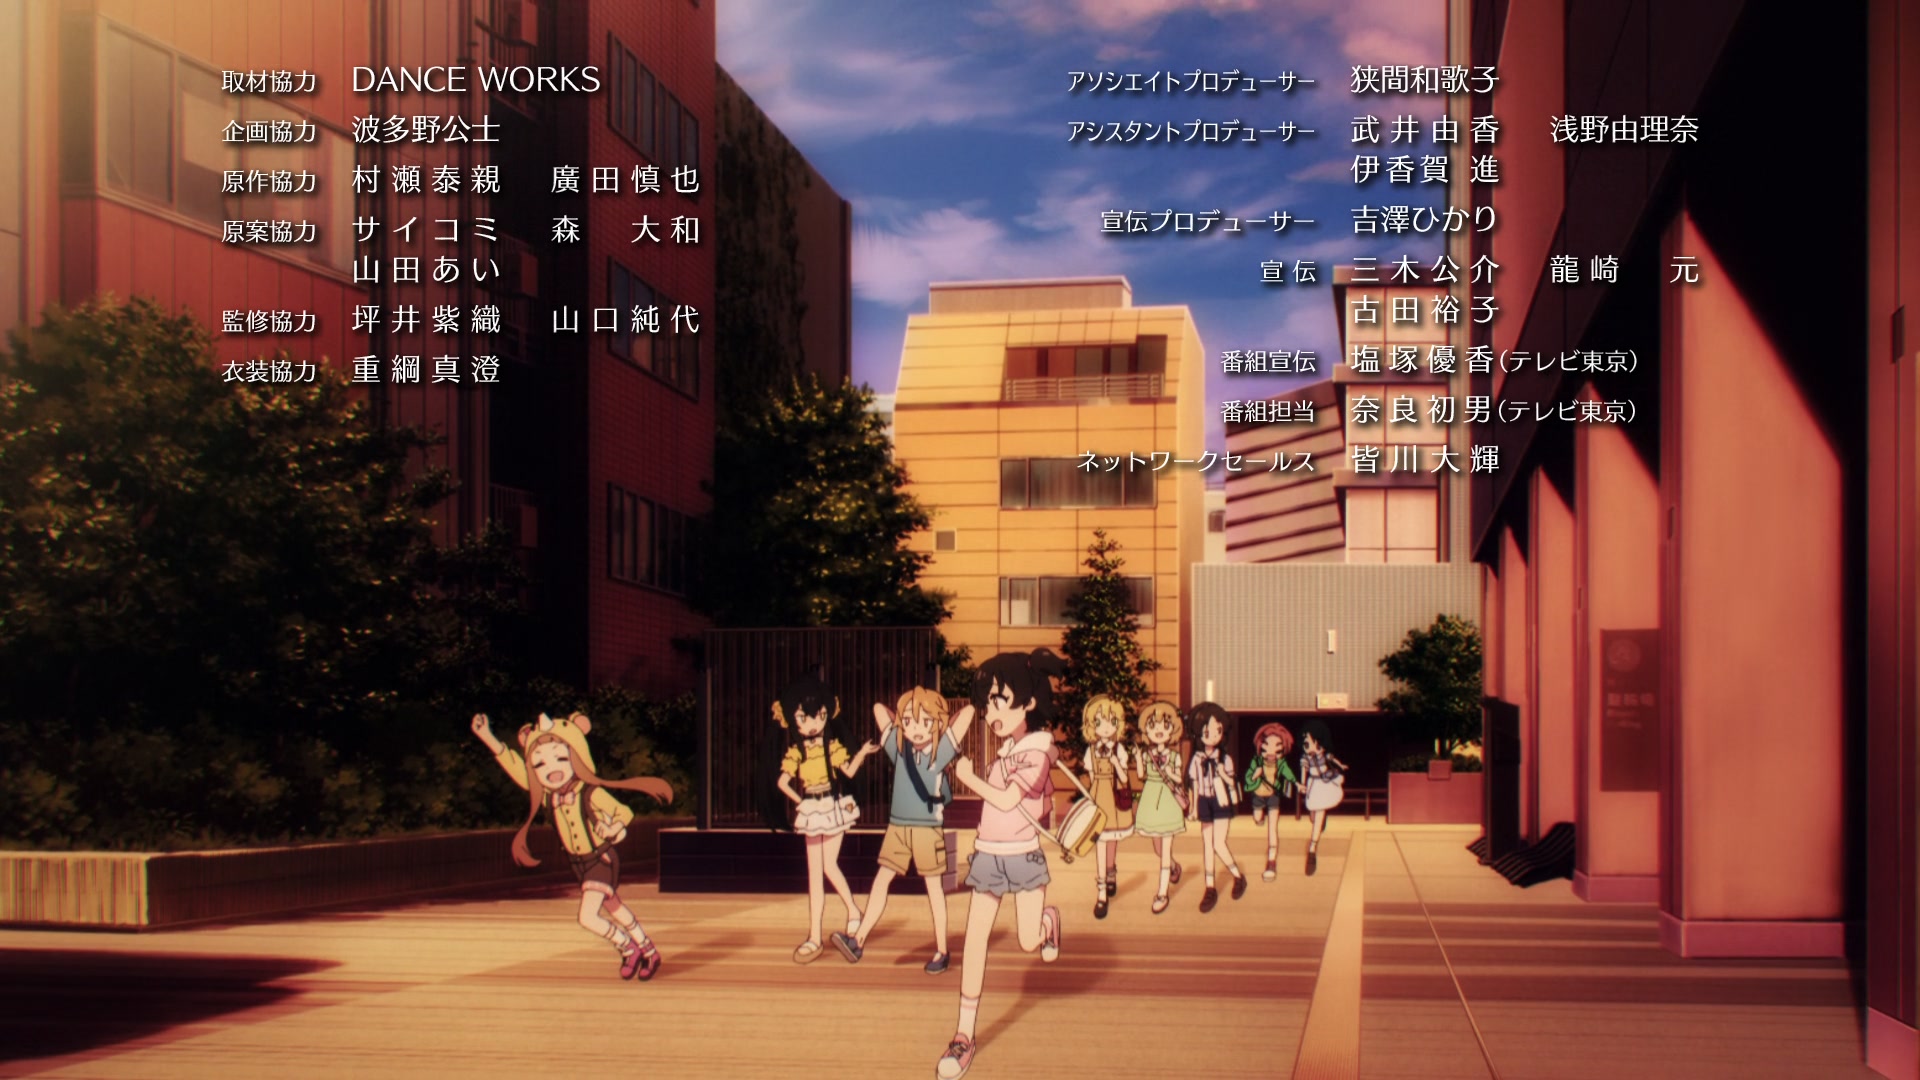 取材協力 DANCE WORKS
企画協力 波多野公士
原作協力 村瀬泰親 廣田慎也
原案協力 サイコミ 森 大和
山田あい
監修協力 坪井紫織 山口純代
衣装協力 重綱真澄
アソシエイトプロデューサー 狭間和歌子
アシスタントプロデューサー 武井由香 浅野由理奈
伊香賀 進
宣伝プロデューサー 吉澤ひかり
宣伝 三木公介 龍崎 元
古田裕子
番組宣伝 塩塚優香(テレビ東京)
番組担当 奈良初男(テレビ東京)
ネットワークセールス 皆川大輝